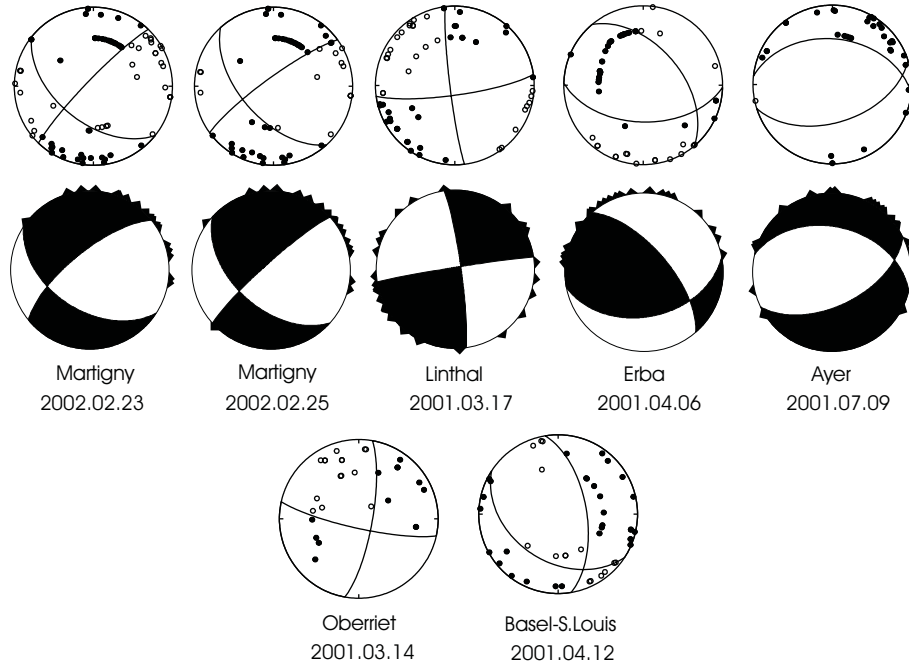 Martigny Martigny Linthal Erba Ayer
2002.02.23 2002.02.25 2001.03.17 2001.04.06 2001.07.09
Oberriet Basel-S.Louis
2001.03.14 2001.04.12